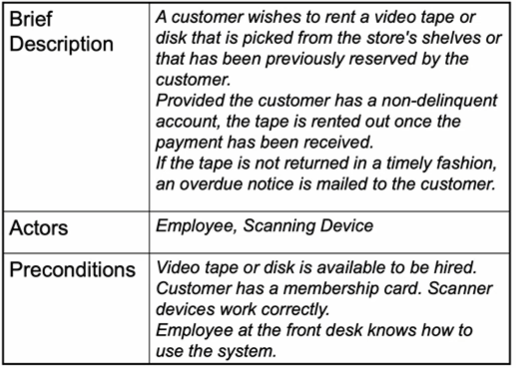 Brief
Description
A customer wishes to rent a video tape or
disk that is picked from the store's shelves or
that has been previously reserved by the
customer.
Provided the customer has a non-delinquent
account, the tape is rented out once the
payment has been received.
If the tape is not returned in a timely fashion,
an overdue notice is mailed to the customer.
Actors
Employee, Scanning Device
Preconditions
Video tape or disk is available to be hired.
Customer has a membership card. Scanner
devices work correctly.
Employee at the front desk knows how to
use the system.